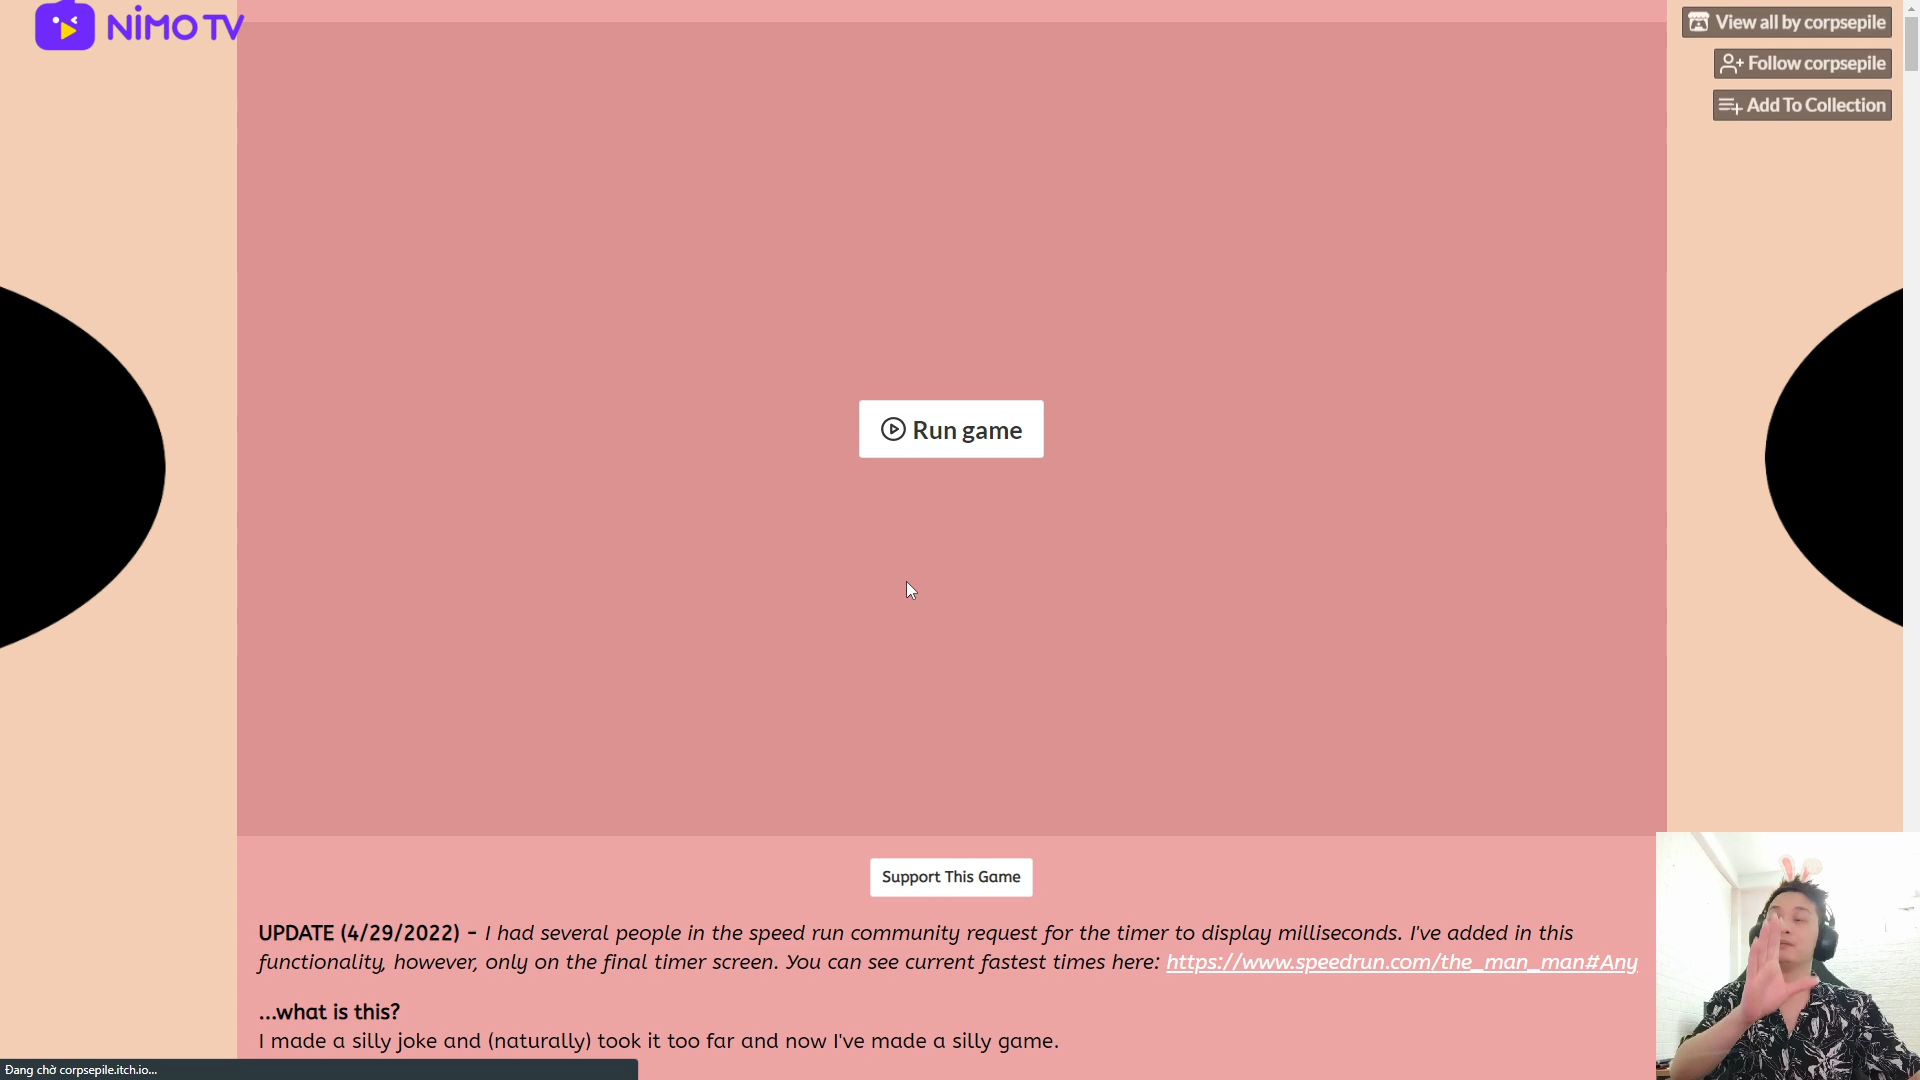 NIMO TV
View all by corpsepile
Follow corpsepile
Add To Collection
Run game
Support This Game
UPDATE (4/29/2022) - I had several people in the speed run community request for the timer to display milliseconds. I've added in this
functionality, however, only on the final timer screen. You can see current fastest times here: https://www.speedrun.com/the_man_man#Any
...what is this?
I made a silly joke and (naturally) took it too far and now I've made a silly game.
Đang chờ corpsepile.itch.io...